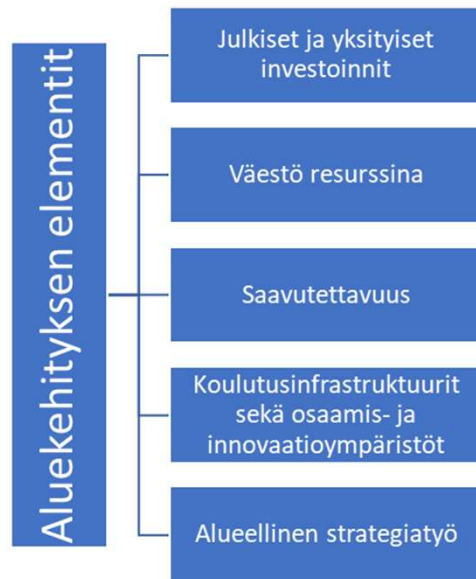 Aluekehityksen elementit
Julkiset ja yksityiset
investoinnit
Väestö resurssina
Saavutettavuus
Koulutusinfrastruktuurit
sekä osaamis- ja
innovaatioympäristöt
Alueellinen strategiatyö